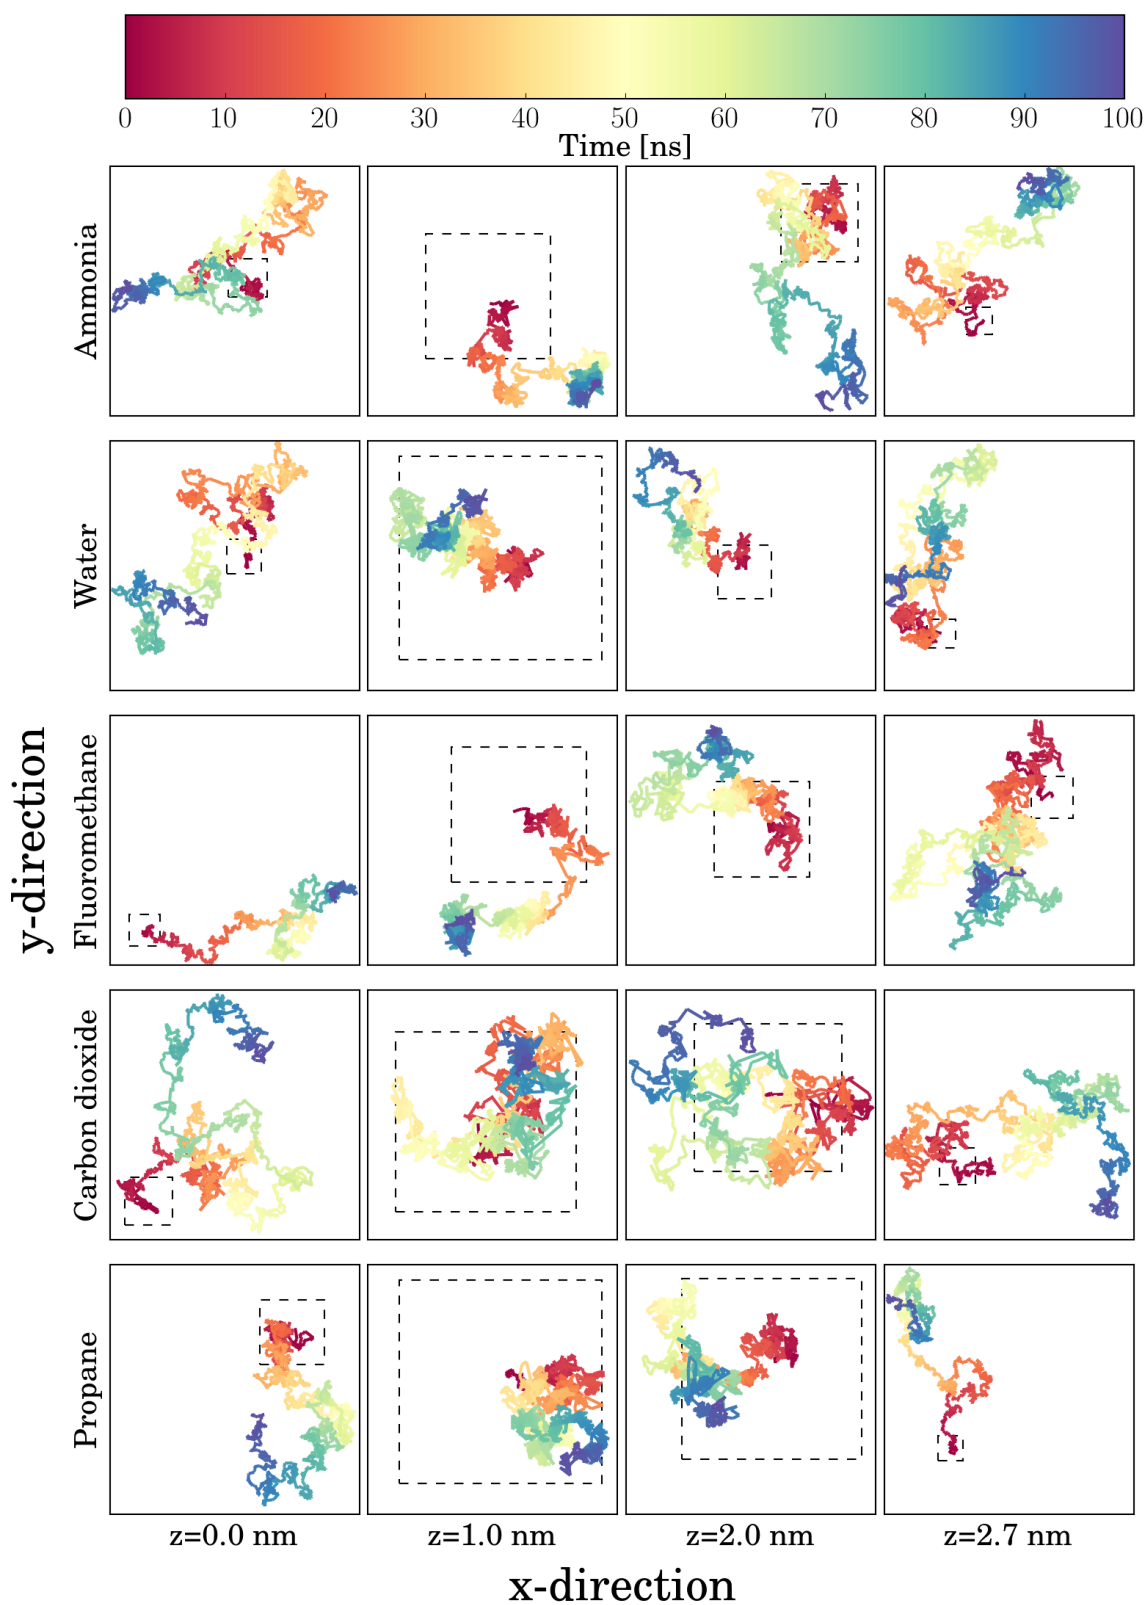 0 10 20 30 40 50 60 70 80 90 100
Time [ns]
Ammonia
Water
Fluoromethane
Carbon dioxide
Propane
y-direction
z=0.0 nm z=1.0 nm z=2.0 nm z=2.7 nm
x-direction